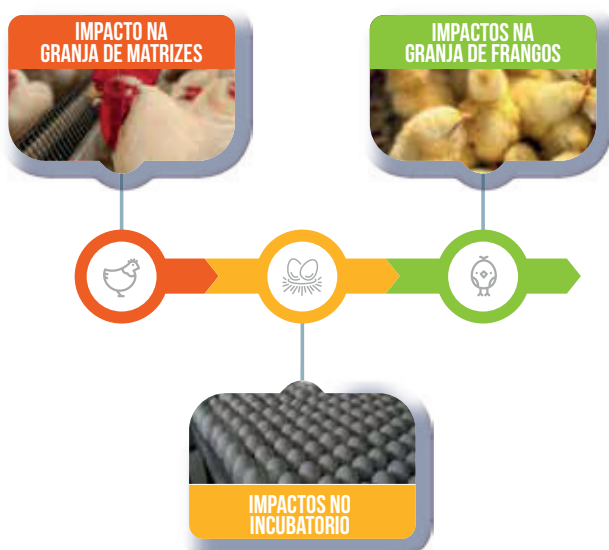 IMPACTO NA
GRANJA DE MATRIZES
IMPACTOS NA
GRANJA DE FRANGOS
IMPACTOS NO
INCUBATORIO